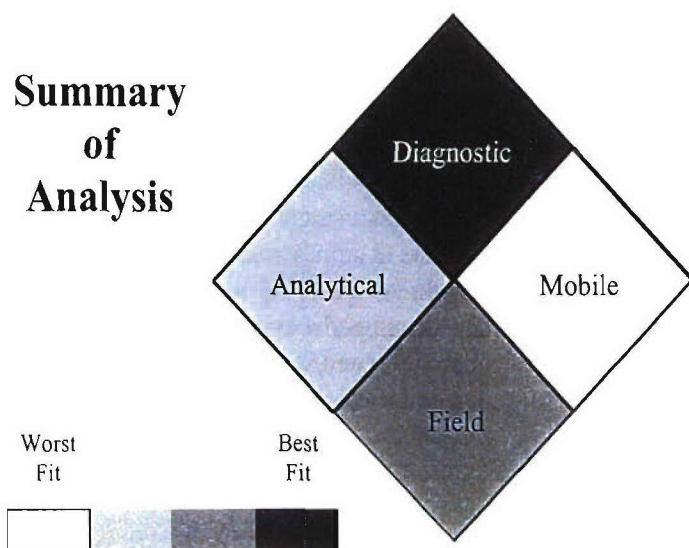 Summary
of
Analysis
Diagnostic
Analytical
Mobile
Field
Worst
Fit
Best
Fit